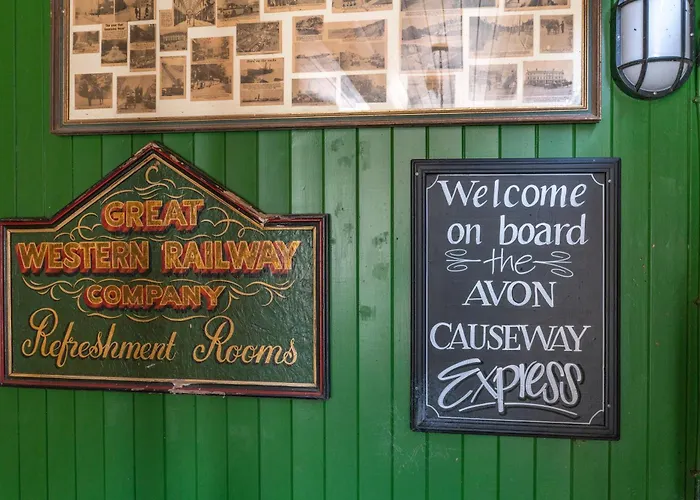 GREAT
WESTERN RAILWAY
COMPANY
Refreshment Rooms
Welcome
on board
the
AVON
CAUSEWAY
Express